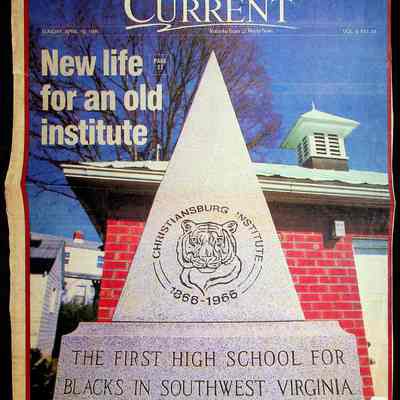 CURRENT
SUNDAY, APRIL
New life
for an old
institute
PAGE
CHRISTIANSBURG INSTITUTE
1866-1966
THE FIRST HIGH SCHOOL FOR
BLACKS IN SOUTHWEST VIRGINIA